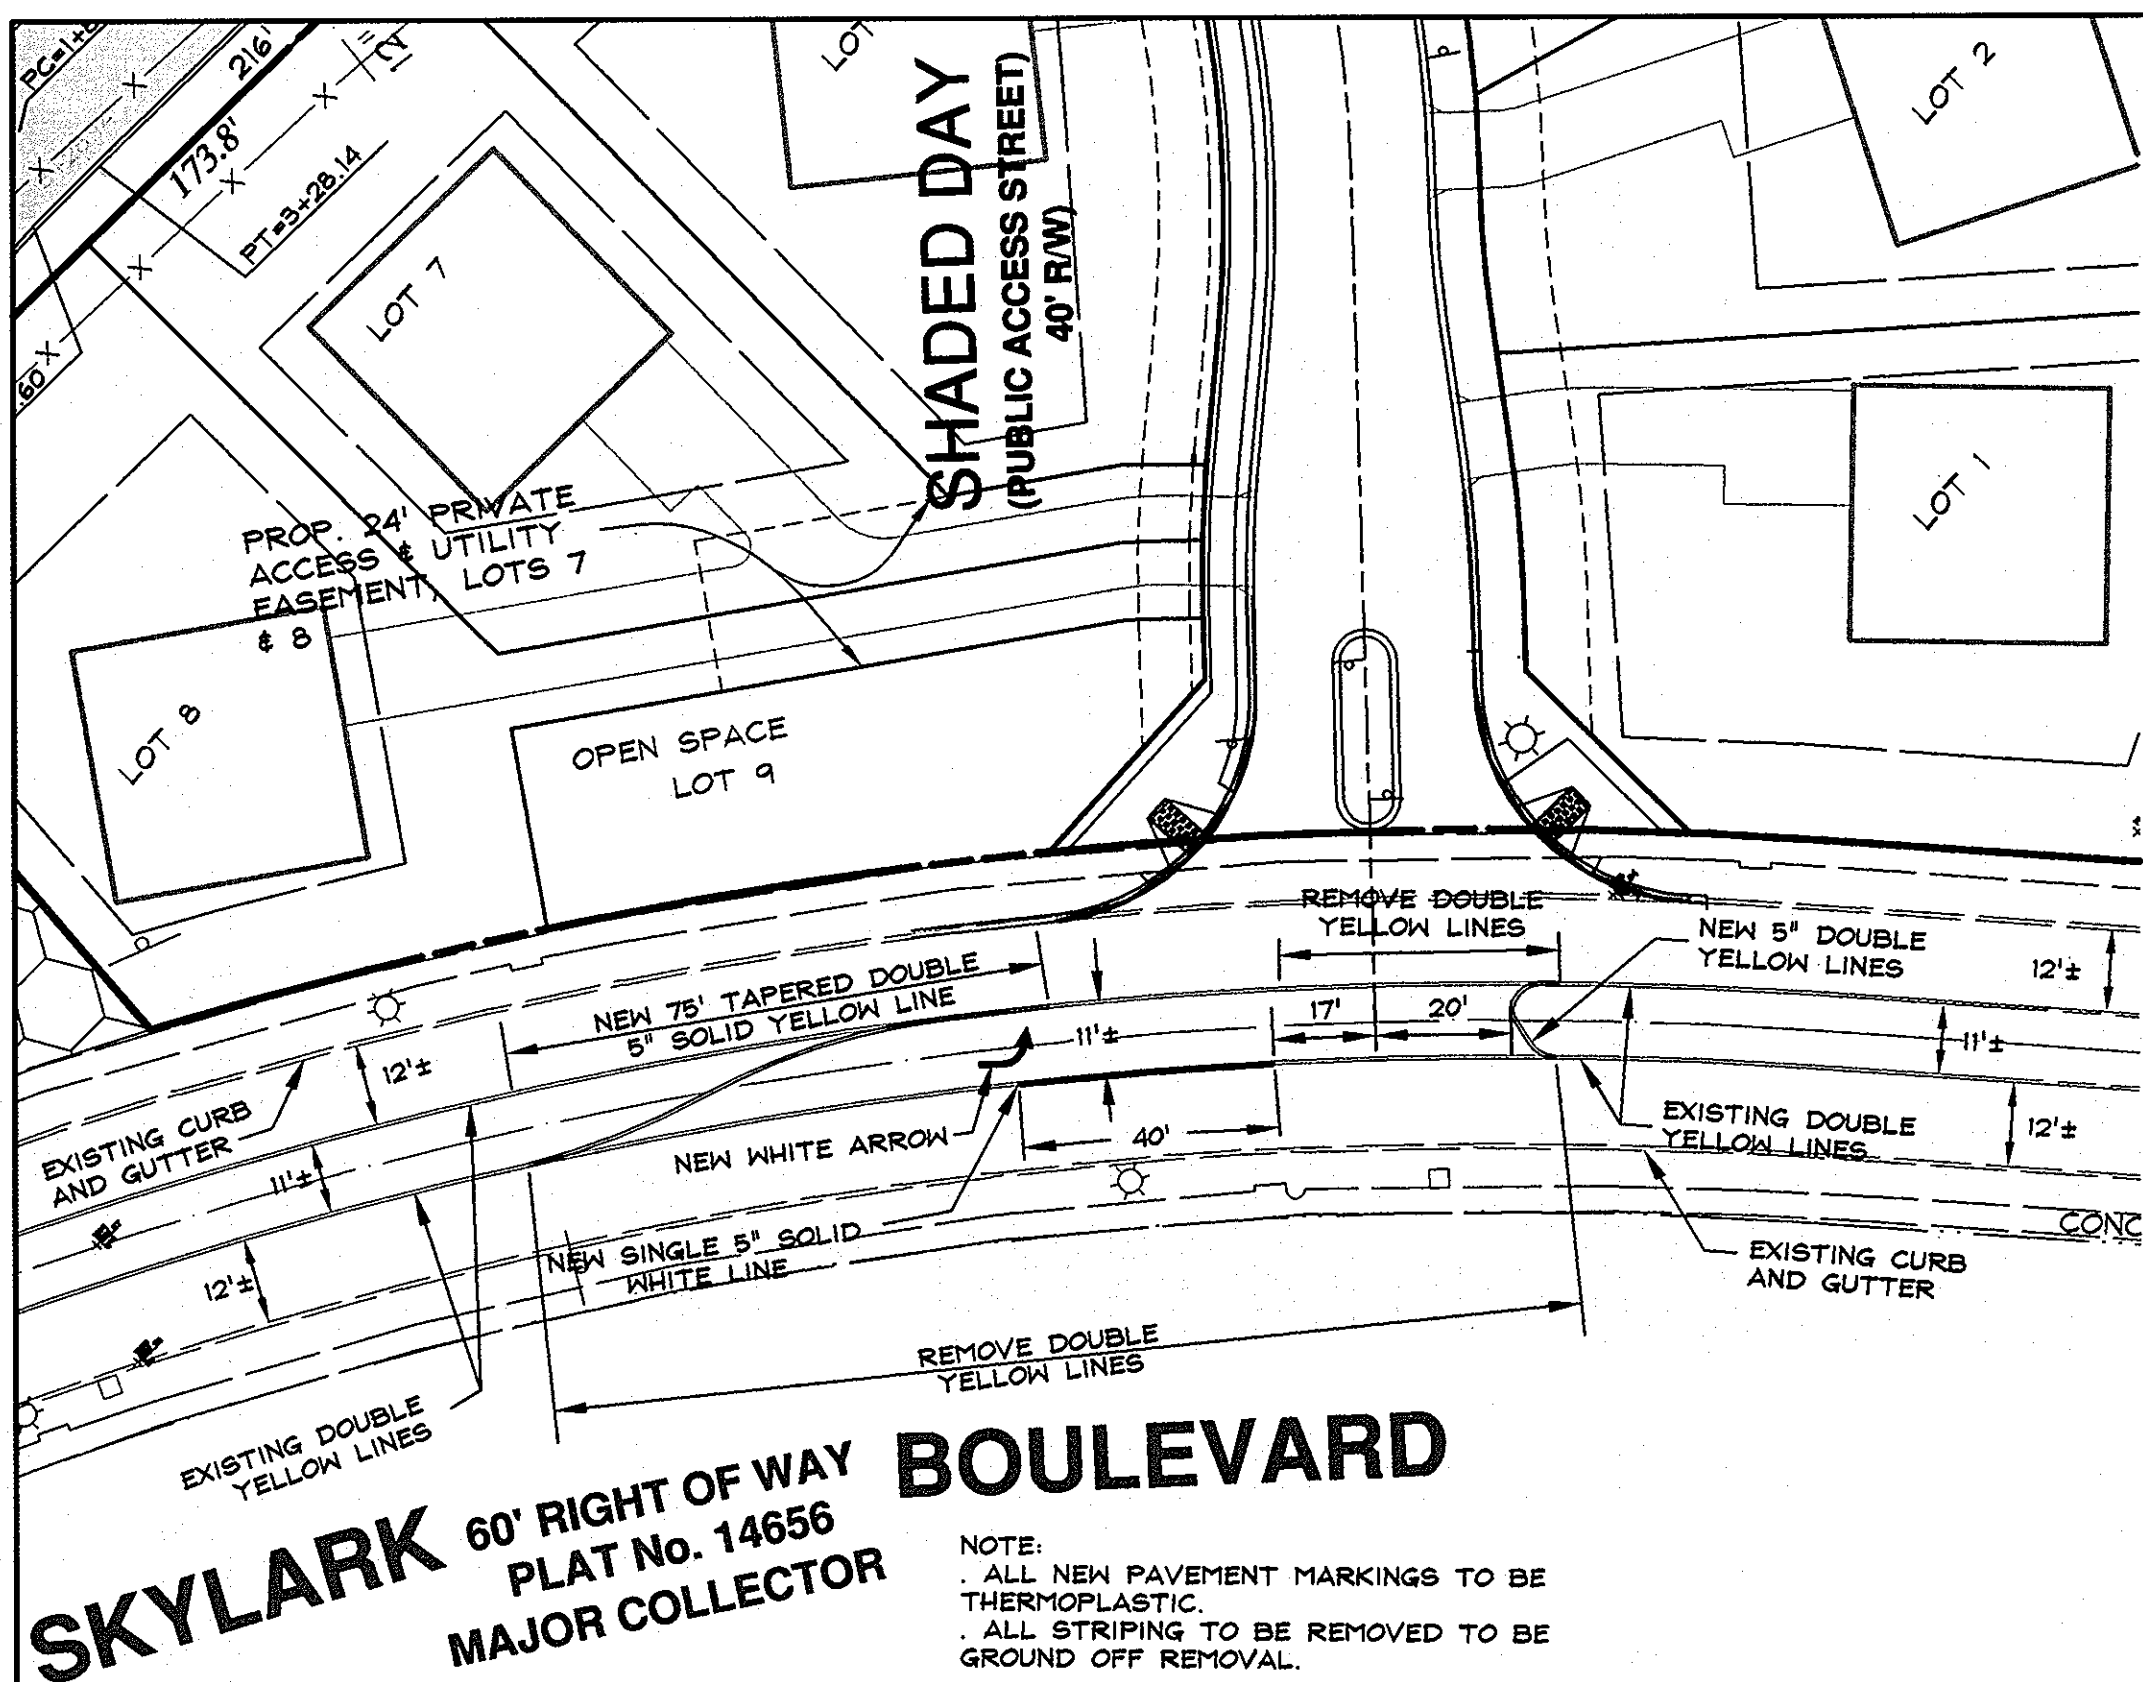 PC=1+
216'
173.8'
PT=3+28.14
.60
LOT
SHADED DAY
(PUBLIC ACCESS STREET)
40' R/W)
LOT 2
LOT 7
LOT 1
PROP. 24' PRIVATE
ACCESS & UTILITY
EASEMENT, LOTS 7
& 8
LOT 8
OPEN SPACE
LOT 9
REMOVE DOUBLE
YELLOW LINES
NEW 5" DOUBLE
YELLOW LINES
12'±
NEW 75' TAPERED DOUBLE
5" SOLID YELLOW LINE
17'
20'
11'±
11'±
12'±
EXISTING CURB
AND GUTTER
11'±
NEW WHITE ARROW
40'
EXISTING DOUBLE
YELLOW LINES
12'±
12'±
NEW SINGLE 5" SOLID
WHITE LINE
CONC
EXISTING CURB
AND GUTTER
REMOVE DOUBLE
YELLOW LINES
EXISTING DOUBLE
YELLOW LINES
SKYLARK
60' RIGHT OF WAY
PLAT No. 14656
MAJOR COLLECTOR
BOULEVARD
NOTE:
. ALL NEW PAVEMENT MARKINGS TO BE
THERMOPLASTIC.
. ALL STRIPING TO BE REMOVED TO BE
GROUND OFF REMOVAL.